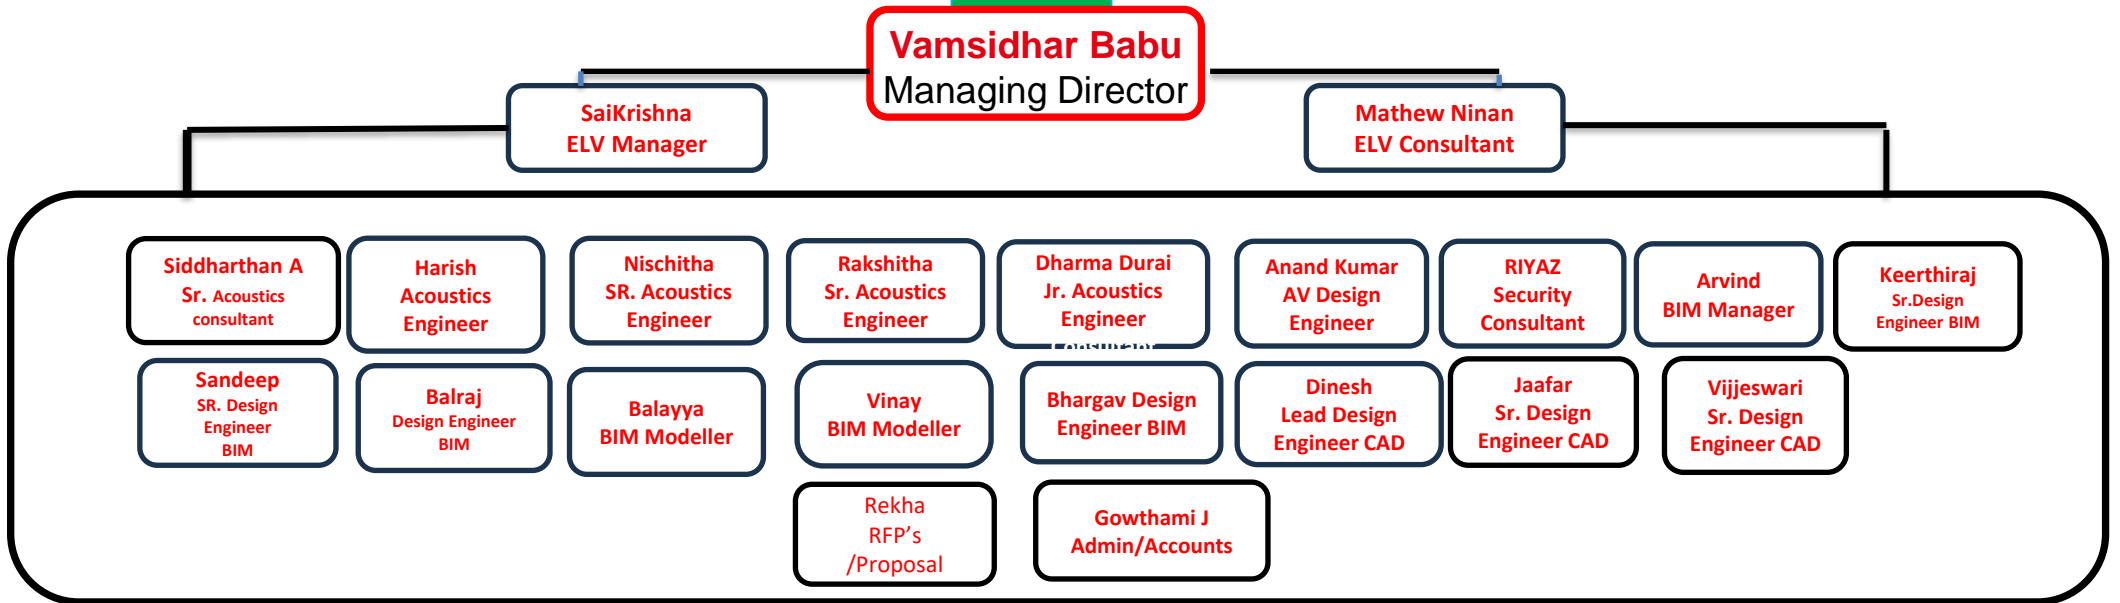 Vamsidhar Babu
Managing Director
SaiKrishna
ELV Manager
Mathew Ninan
ELV Consultant
Siddharthan A
Sr. Acoustics
consultant
Harish
Acoustics
Engineer
Nischitha
SR. Acoustics
Engineer
Rakshitha
Sr. Acoustics
Engineer
Dharma Durai
Jr. Acoustics
Engineer
Consultant
Anand Kumar
AV Design
Engineer
RIYAZ
Security
Consultant
Arvind
BIM Manager
Keerthiraj
Sr.Design
Engineer BIM
Sandeep
SR. Design
Engineer
BIM
Balraj
Design Engineer
BIM
Balayya
BIM Modeller
Vinay
BIM Modeller
Bhargav Design
Engineer BIM
Dinesh
Lead Design
Engineer CAD
Jaafar
Sr. Design
Engineer CAD
Vijjeswari
Sr. Design
Engineer CAD
Rekha
RFP's
/Proposal
Gowthami J
Admin/Accounts